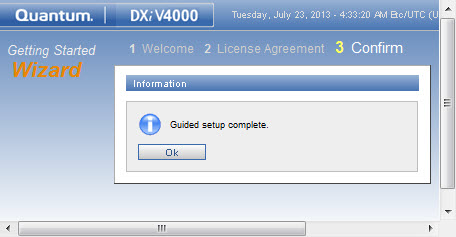 Quantum. DXi V4000 Tuesday, July 23, 2013 - 4:33:20 AM Etc/UTC (U
Getting Started 1 Welcome 2 License Agreement 3 Confirm
Wizard
Information
Guided setup complete.
Ok